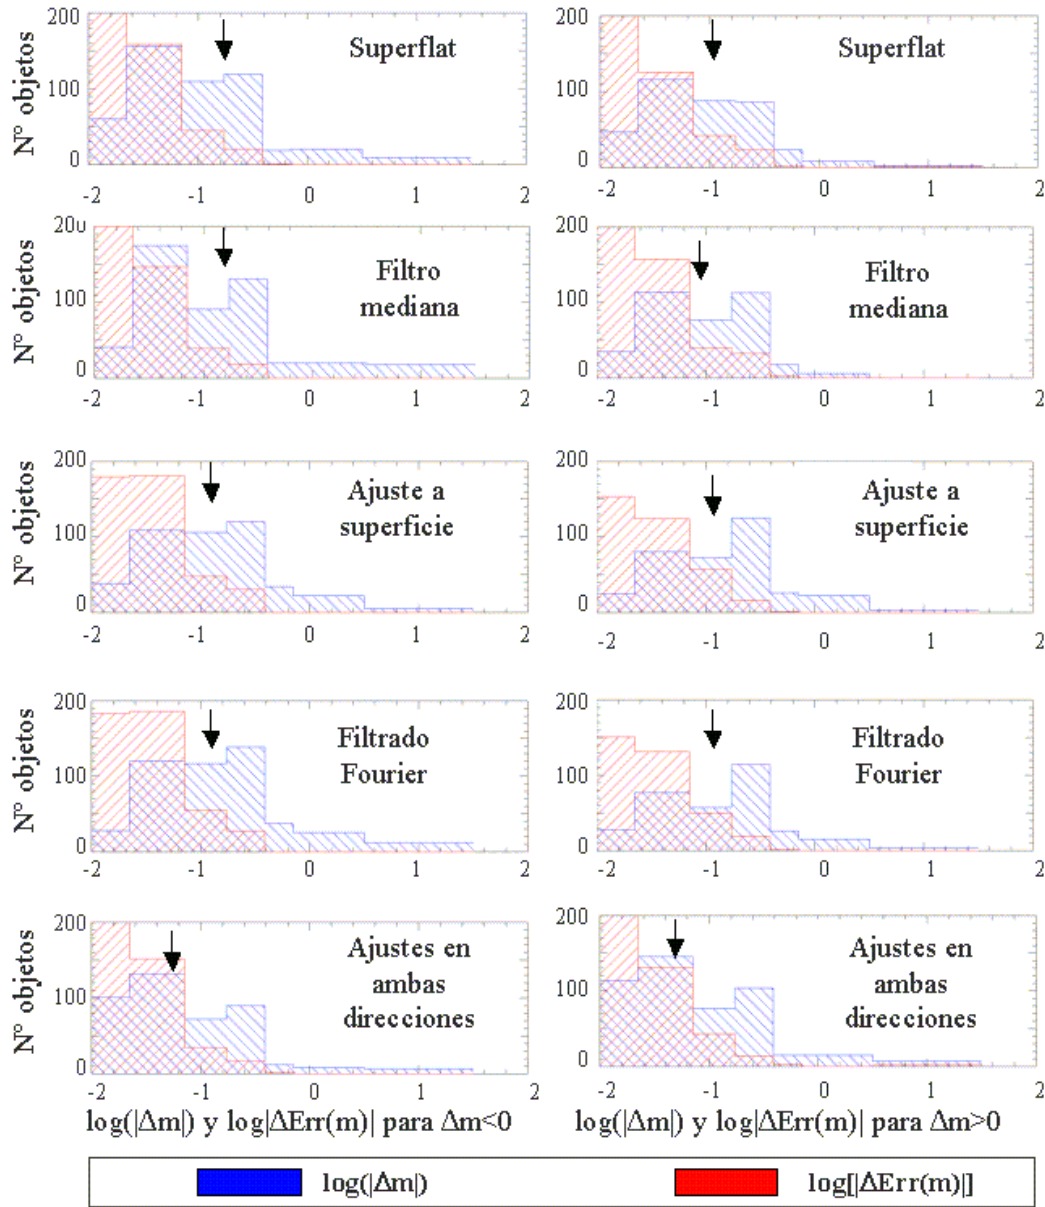 200
100
0
N° objetos
Superflat
-2 -1 0 1 2
200
100
0
Superflat
-2 -1 0 1 2
200
100
0
N° objetos
Filtro
mediana
-2 -1 0 1 2
200
100
0
Filtro
mediana
-2 -1 0 1 2
200
100
0
N° objetos
Ajuste a
superficie
-2 -1 0 1 2
200
100
0
Ajuste a
superficie
-2 -1 0 1 2
200
100
0
N° objetos
Filtrado
Fourier
-2 -1 0 1 2
200
100
0
Filtrado
Fourier
-2 -1 0 1 2
200
100
0
N° objetos
Ajustes en
ambas
direcciones
-2 -1 0 1 2
200
100
0
Ajustes en
ambas
direcciones
-2 -1 0 1 2
log(|Δm|) y log|ΔErr(m)| para Δm<0
log(|Δm|) y log|ΔErr(m)| para Δm>0
log(|Δm|)
log[|ΔErr(m)|]